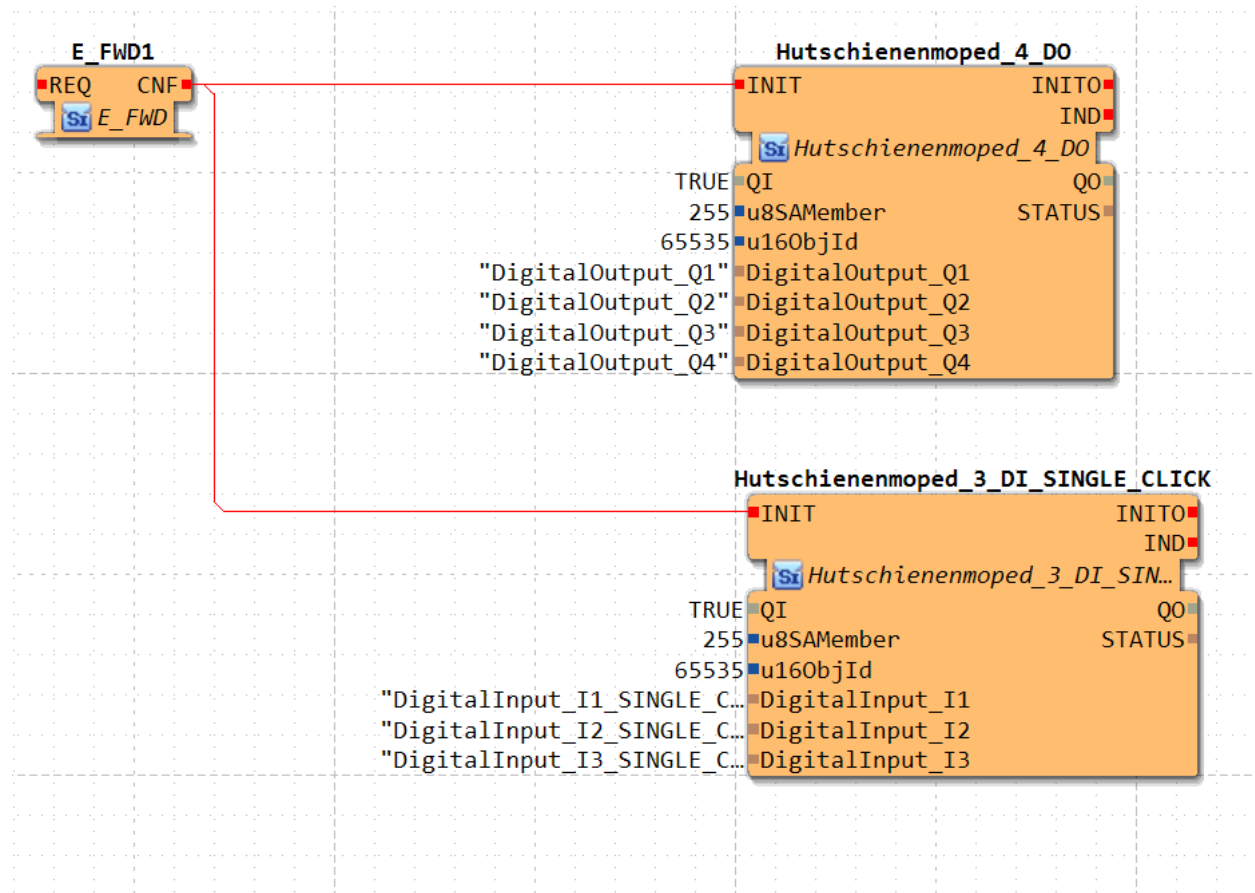 E_FWD1
REQ CNF
E_FWD
Hutschienenmoped_4_DO
INIT INITO
IND
Hutschienenmoped_4_DO
TRUE QI QO
255 u8SAMember STATUS
65535 u16ObjId
"DigitalOutput_Q1" DigitalOutput_Q1
"DigitalOutput_Q2" DigitalOutput_Q2
"DigitalOutput_Q3" DigitalOutput_Q3
"DigitalOutput_Q4" DigitalOutput_Q4
Hutschienenmoped_3_DI_SINGLE_CLICK
INIT INITO
IND
Hutschienenmoped_3_DI_SIN…
TRUE QI QO
255 u8SAMember STATUS
65535 u16ObjId
"DigitalInput_I1_SINGLE_C… DigitalInput_I1
"DigitalInput_I2_SINGLE_C… DigitalInput_I2
"DigitalInput_I3_SINGLE_C… DigitalInput_I3